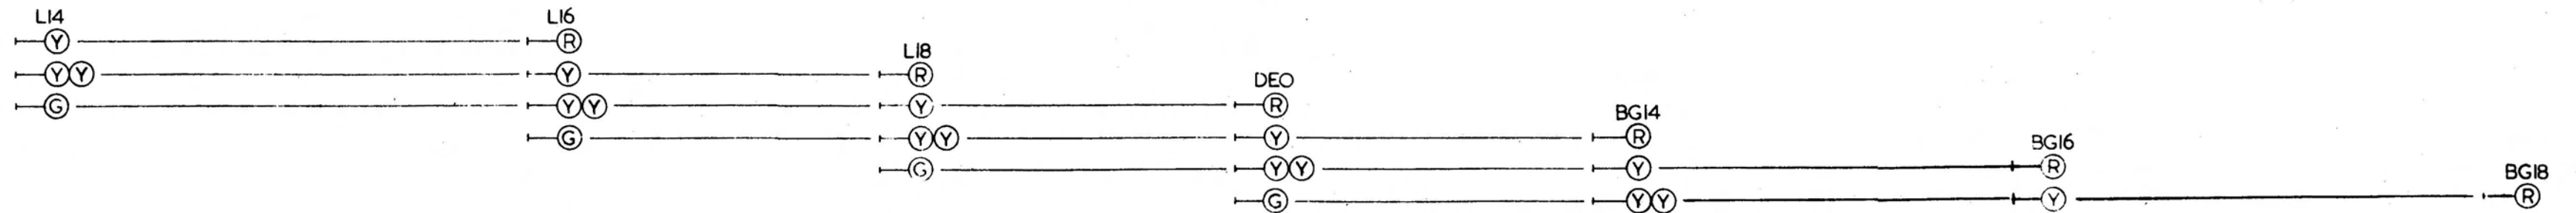 L14 L16
Y R
L18
YY Y R
DEO
G YY Y R
BG14
G YY Y R
BG16
G YY Y R
BG18
G YY Y R